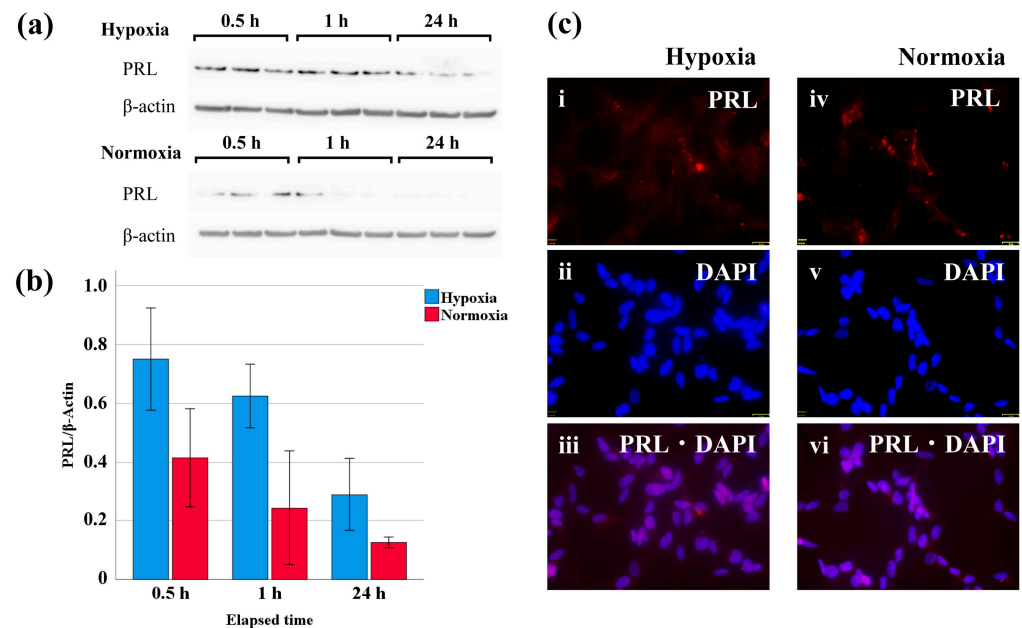 (a)
Hypoxia
0.5 h 1 h 24 h
PRL
β-actin
Normoxia
0.5 h 1 h 24 h
PRL
β-actin
(b)
1.0
0.8
0.6
0.4
0.2
0
PRL/β-Actin
Hypoxia
Normoxia
0.5 h 1 h 24 h
Elapsed time
(c)
Hypoxia Normoxia
i PRL iv PRL
ii DAPI v DAPI
iii PRL・DAPI vi PRL・DAPI